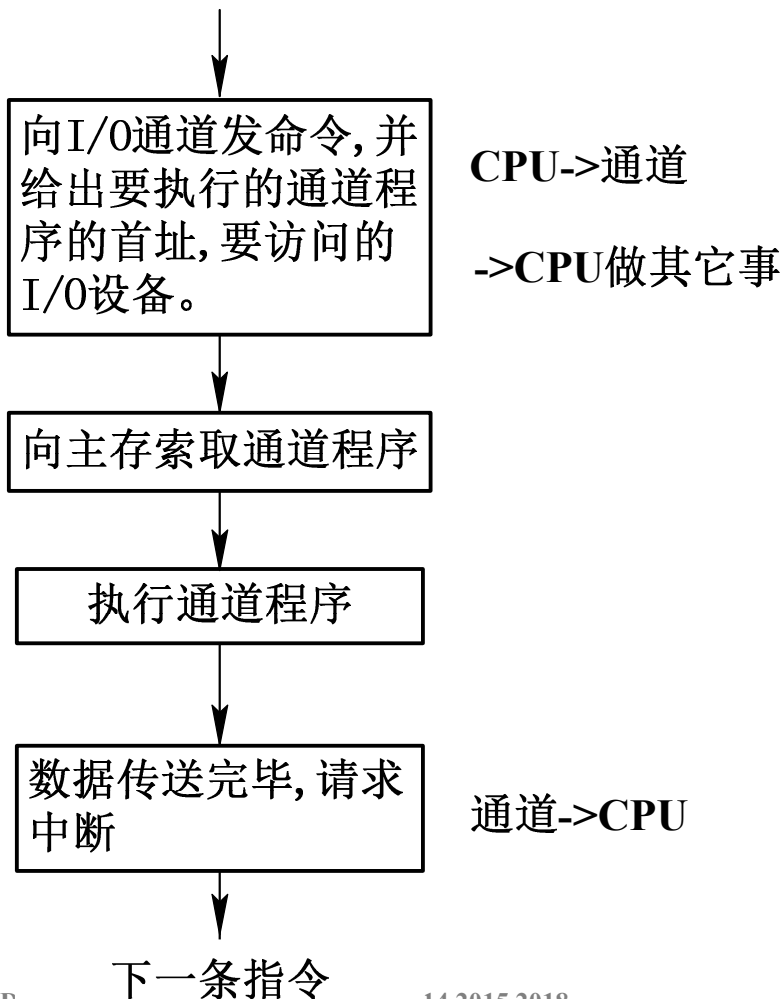 向I/O通道发命令,并
给出要执行的通道程
序的首址,要访问的
I/O设备。
CPU->通道
->CPU做其它事
向主存索取通道程序
执行通道程序
数据传送完毕,请求
中断
通道->CPU
下一条指令
14,2015,2018